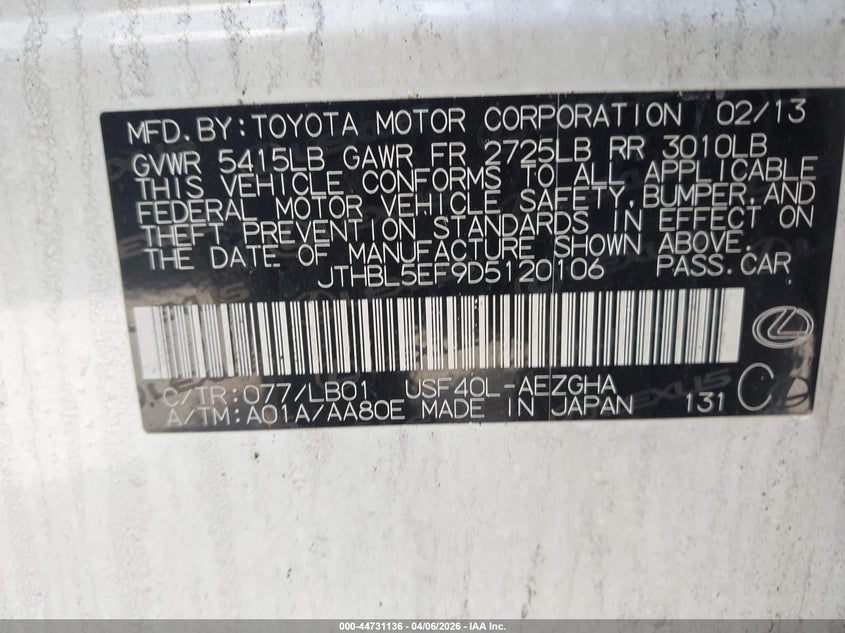 MFD.BY:TOYOTA MOTOR CORPORATION 02/13
GVWR 5415LB GAWR FR 2725LB RR 3010LB
THIS VEHICLE CONFORMS TO ALL APPLICABLE
FEDERAL MOTOR VEHICLE SAFETY,BUMPER,AND
THEFT PREVENTION STANDARDS IN EFFECT ON
THE DATE OF MANUFACTURE SHOWN ABOVE.
JTHBL5EF9D5120106 PASS.CAR
C/TR:077/LB01 USF40L-AEZGHA C
A/TM:A01A/AA80E MADE IN JAPAN 131
000-44731136 - 04/06/2026 - IAA Inc.